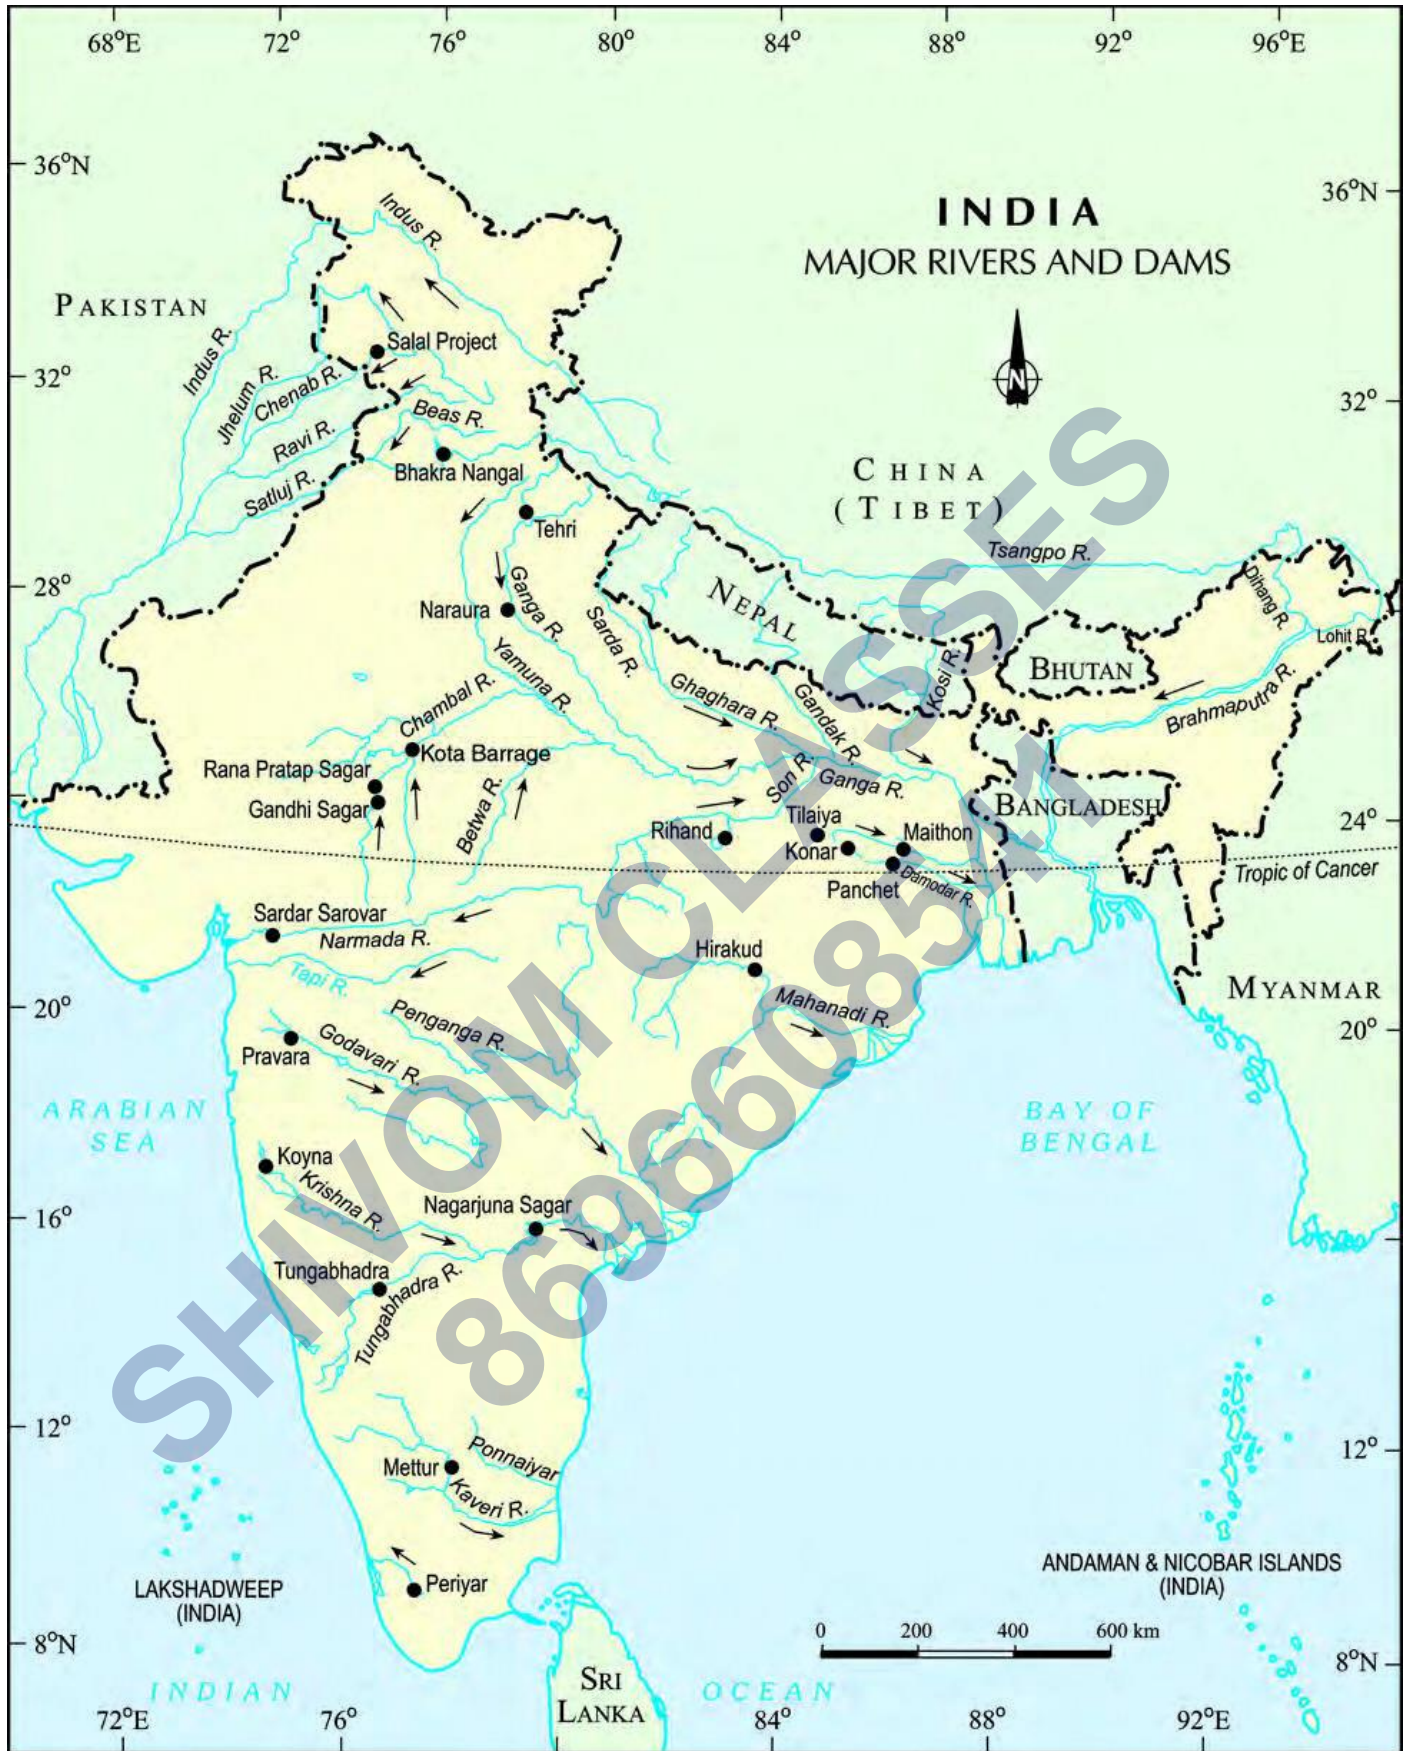 68°E 72° 76° 80° 84° 88° 92° 96°E
36°N
36°N
INDIA
MAJOR RIVERS AND DAMS
Indus R.
PAKISTAN
N
Salal Project
Indus R.
Jhelum R.
Chenab R.
32°
32°
Beas R.
Ravi R.
Bhakra Nangal
Satluj R.
CHINA
(TIBET)
Tehri
Tsangpo R.
28°
Dihang R.
Naraura
Ganga R.
Sarda R.
NEPAL
Lohit R.
BHUTAN
Kosi R.
Yamuna R.
Brahmaputra R.
Chambal R.
Ghaghara R.
Gandak R.
Kota Barrage
Rana Pratap Sagar
Gandhi Sagar
Betwa R.
Son R.
Ganga R.
BANGLADESH
24°
Rihand
Tilaiya
Maithon
Konar
Panchet
Damodar R.
Tropic of Cancer
Sardar Sarovar
Narmada R.
Hirakud
Tapi R.
Mahanadi R.
MYANMAR
20°
20°
Penganga R.
Pravara
Godavari R.
ARABIAN
SEA
BAY OF
BENGAL
Koyna
Krishna R.
Nagarjuna Sagar
16°
Tungabhadra
Tungabhadra R.
12°
12°
Ponnaiyar
Mettur
Kaveri R.
Periyar
LAKSHADWEEP
(INDIA)
ANDAMAN & NICOBAR ISLANDS
(INDIA)
0 200 400 600 km
8°N
8°N
SRI
LANKA
INDIAN OCEAN
72°E 76° 84° 88° 92°E
SHIVOM CLASSES
8696608541